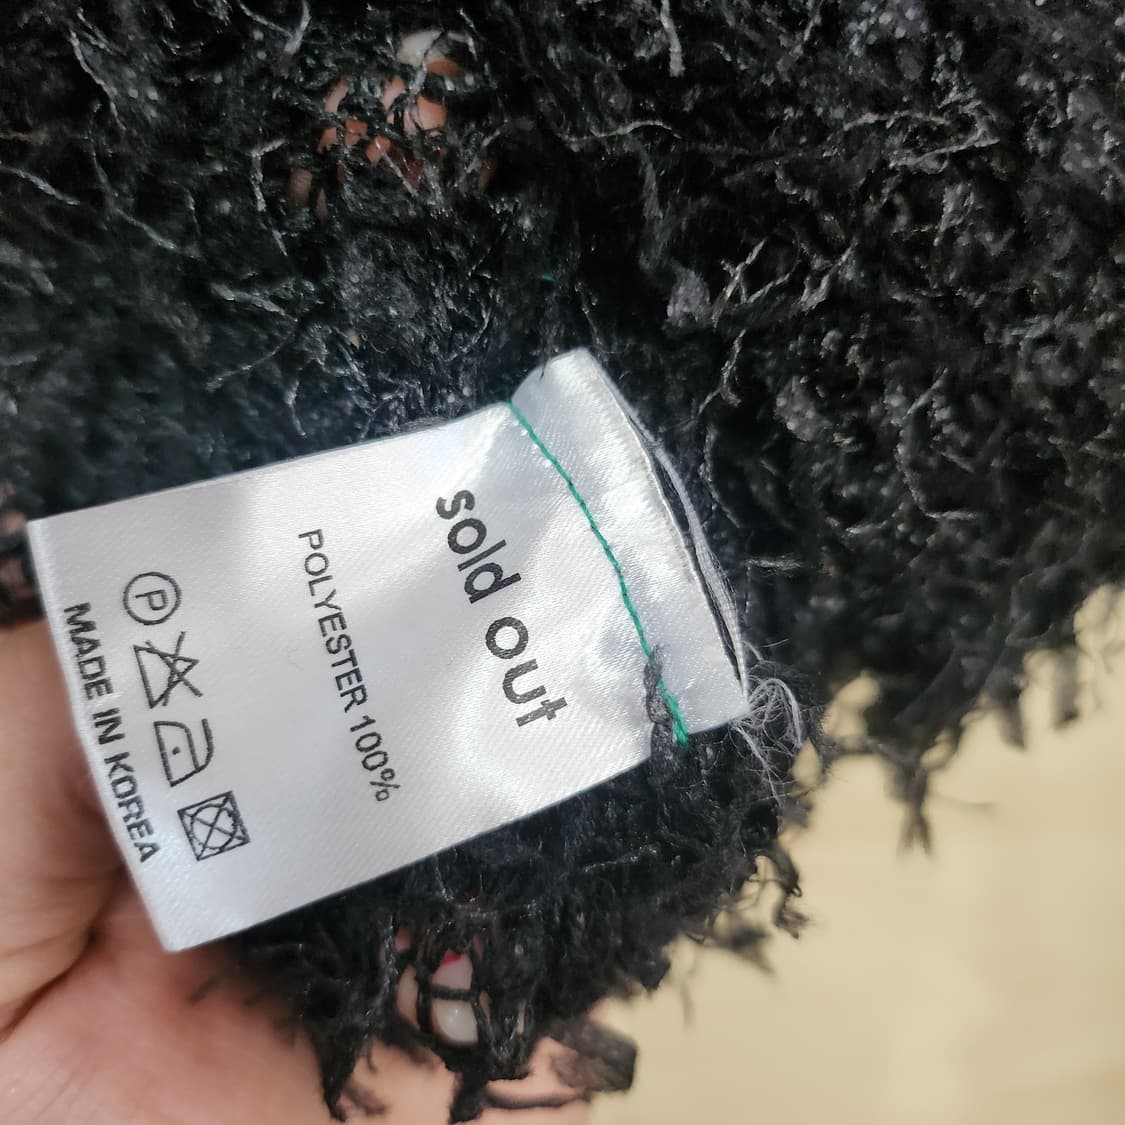 sold out
POLYESTER 100%
P
MADE IN KOREA